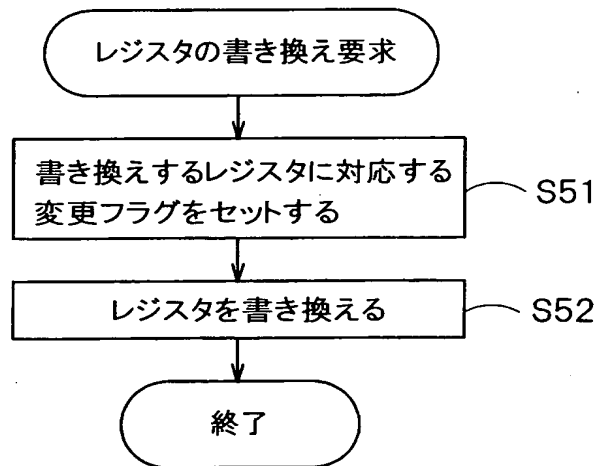 レジスタの書き換え要求
書き換えするレジスタに対応する
変更フラグをセットする
S51
レジスタを書き換える
S52
終了